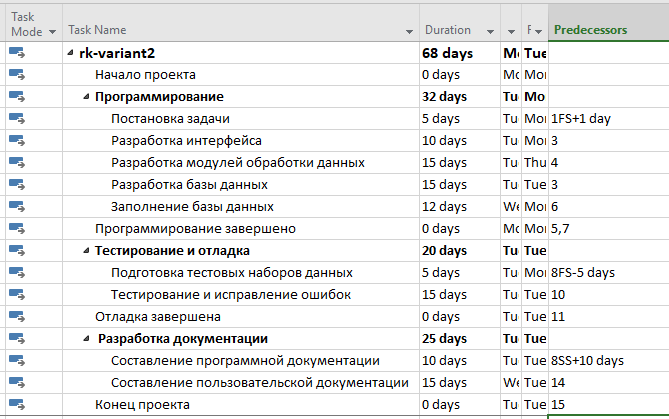 Task Mode Task Name Duration Predecessors
rk-variant2 68 days Mo Tue
Начало проекта 0 days Mo Mon
Программирование 32 days Tu Mo
Постановка задачи 5 days Tu Mon 1FS+1 day
Разработка интерфейса 10 days Tu Mon 3
Разработка модулей обработки данных 15 days Tu Thu 4
Разработка базы данных 15 days Tu Tue 3
Заполнение базы данных 12 days We Mon 6
Программирование завершено 0 days Mo Mon 5,7
Тестирование и отладка 20 days Tu Tue
Подготовка тестовых наборов данных 5 days Tu Mon 8FS-5 days
Тестирование и исправление ошибок 15 days Tu Tue 10
Отладка завершена 0 days Tu Tue 11
Разработка документации 25 days Tu Tue
Составление программной документации 10 days Tu Tue 8SS+10 days
Составление пользовательской документации 15 days We Tue 14
Конец проекта 0 days Tu Tue 15